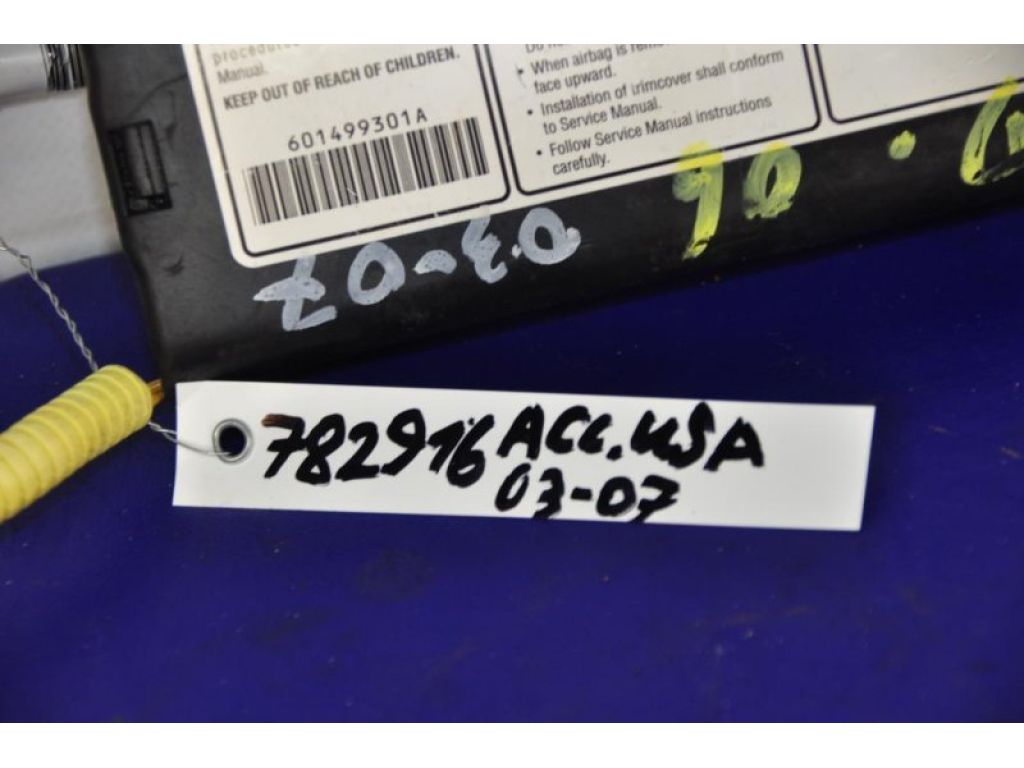 procedures
Manual.
KEEP OUT OF REACH OF CHILDREN.
601499301A
• When airbag is
face upward.
• Installation of trimcover shall conform
to Service Manual.
• Follow Service Manual instructions
carefully.
03-07
782916 ACC. USA
03-07